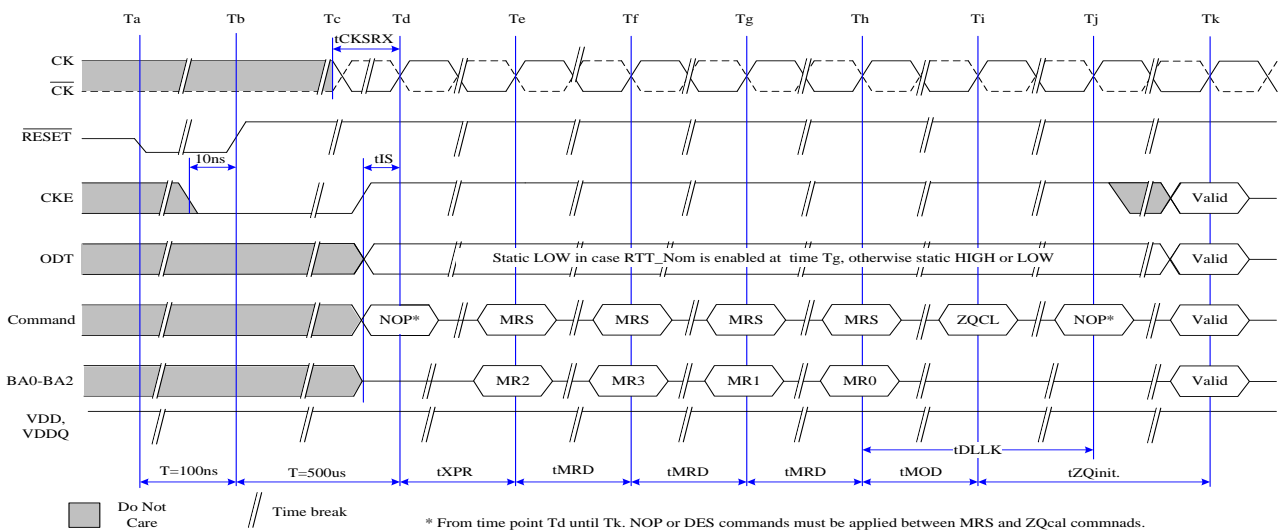 Ta Tb Tc Td Te Tf Tg Th Ti Tj Tk
tCKSRX
CK
CK
RESET
10ns tIS
CKE Valid
ODT Static LOW in case RTT_Nom is enabled at time Tg, otherwise static HIGH or LOW Valid
Command NOP* MRS MRS MRS MRS ZQCL NOP* Valid
BA0-BA2 MR2 MR3 MR1 MR0 Valid
VDD,
VDDQ
tDLLK
T=100ns T=500us tXPR tMRD tMRD tMRD tMOD tZQinit.
Do Not
Care
Time break
* From time point Td until Tk. NOP or DES commands must be applied between MRS and ZQcal commnads.